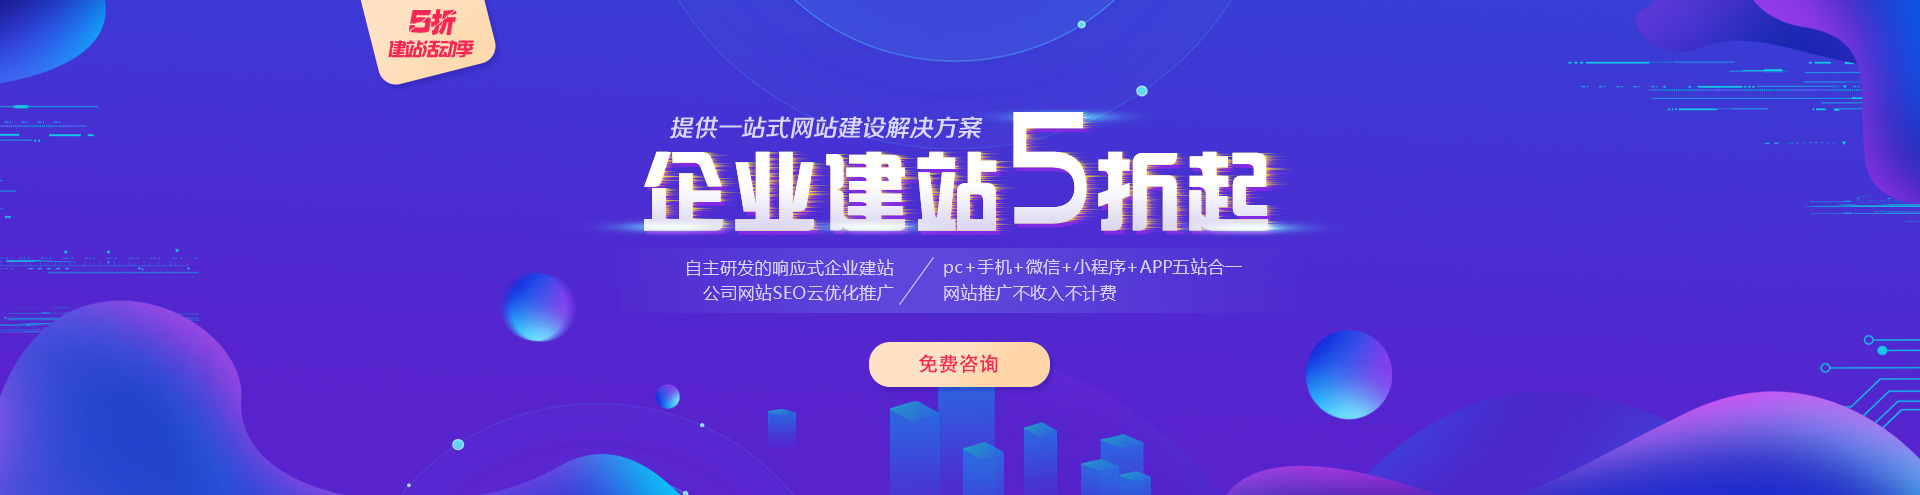 5折
建站活动季
提供一站式网站建设解决方案
企业建站5折起
自主研发的响应式企业建站
公司网站SEO云优化推广
pc+手机+微信+小程序+APP五站合一
网站推广不收入不计费
免费咨询